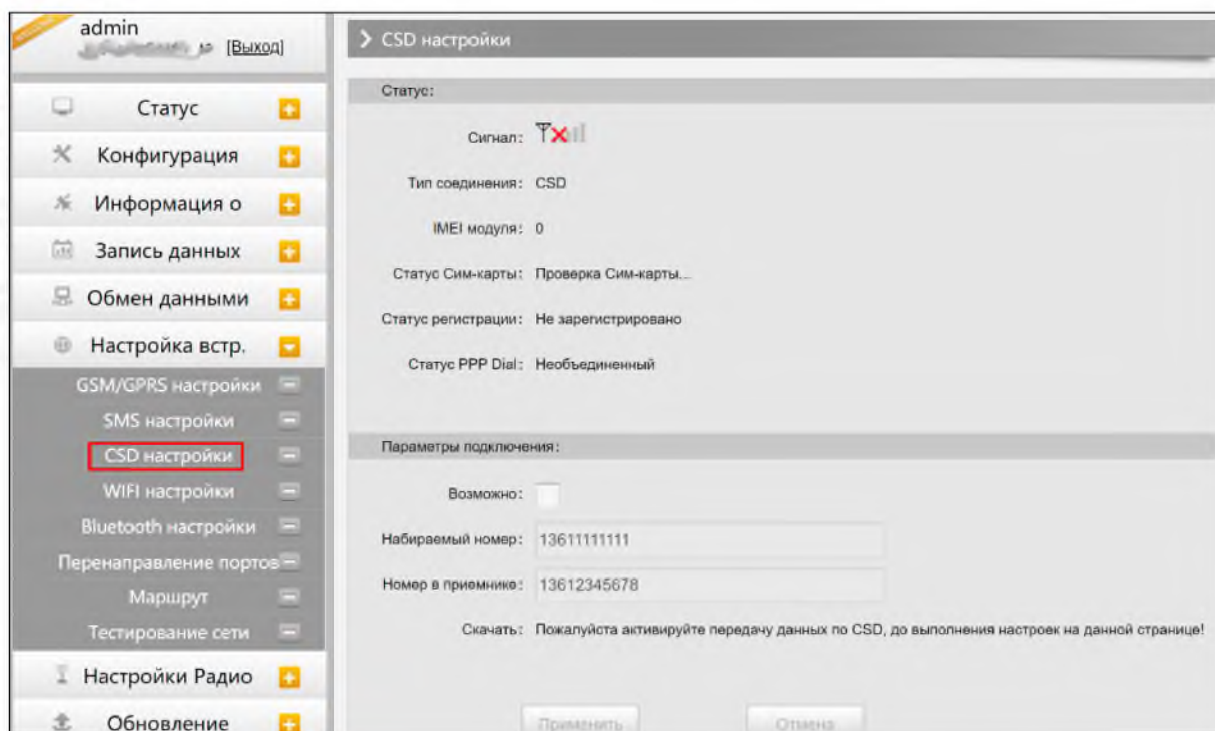 admin
[Выход]
Статус
Конфигурация
Информация о
Запись данных
Обмен данными
Настройка встр.
GSM/GPRS настройки
SMS настройки
CSD настройки
WIFI настройки
Bluetooth настройки
Перенаправление портов
Маршрут
Тестирование сети
Настройки Радио
Обновление
CSD настройки
Статус:
Сигнал:
Тип соединения: CSD
IMEI модуля: 0
Статус Сим-карты: Проверка Сим-карты...
Статус регистрации: Не зарегистрировано
Статус PPP Dial: Необъединенный
Параметры подключения:
Возможно:
Набираемый номер: 13611111111
Номер в приемнике: 13612345678
Скачать: Пожалуйста активируйте передачу данных по CSD, до выполнения настроек на данной странице!
Применить Отмена